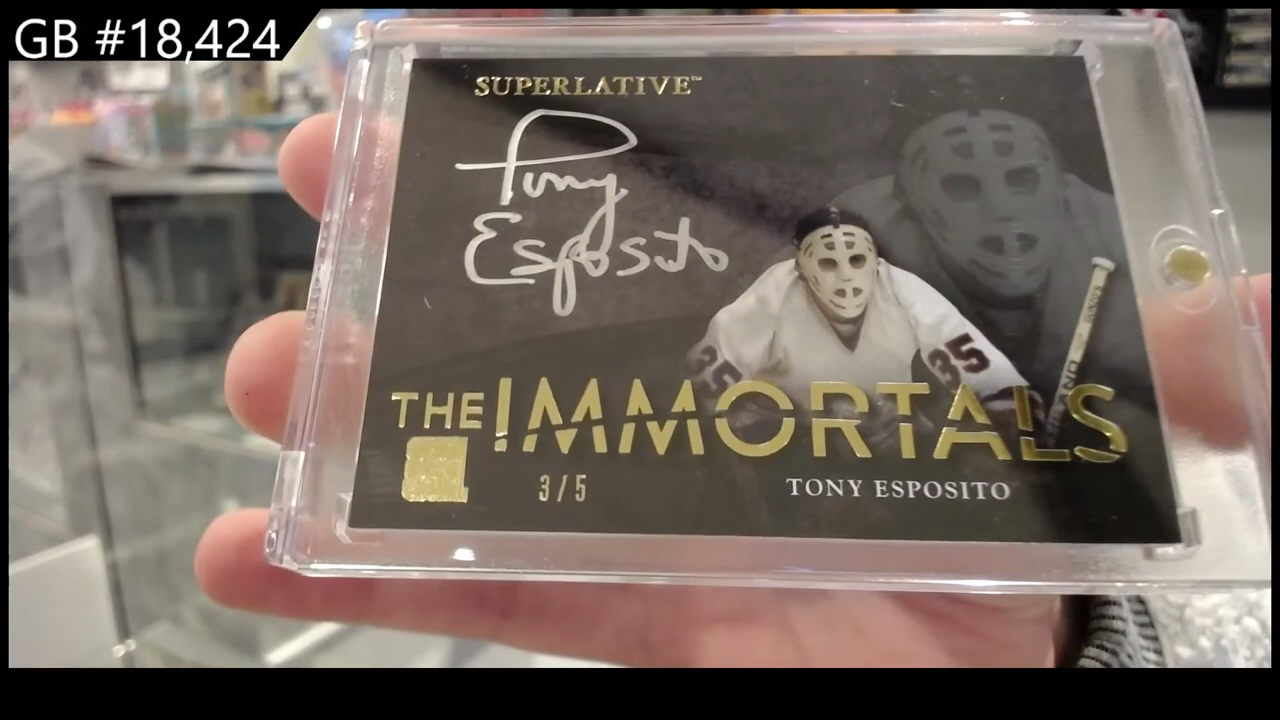 GB #18,424
SUPERLATIVE™
Tony
Esposito
35
35
THE IMMORTALS
3/5
TONY ESPOSITO